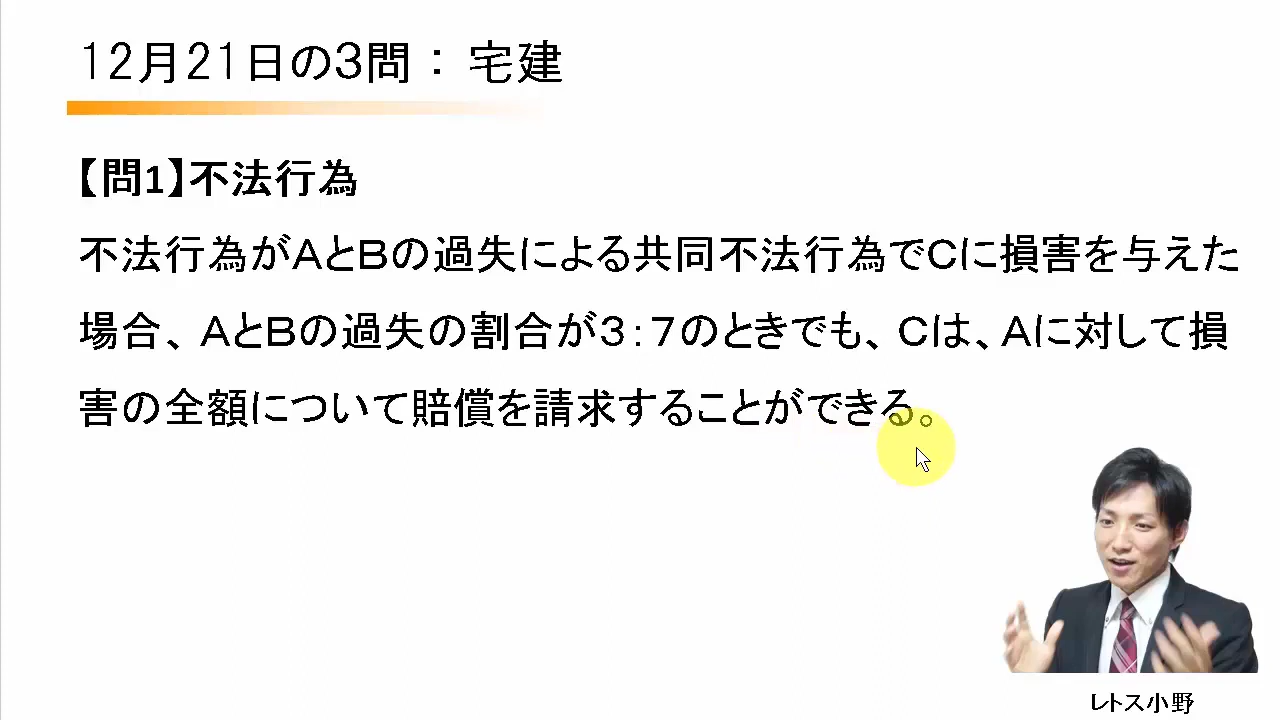 12月21日の3問：宅建
【問1】不法行為
不法行為がAとBの過失による共同不法行為でCに損害を与えた
場合、AとBの過失の割合が3：7のときでも、Cは、Aに対して損
害の全額について賠償を請求することができる。
レトス小野